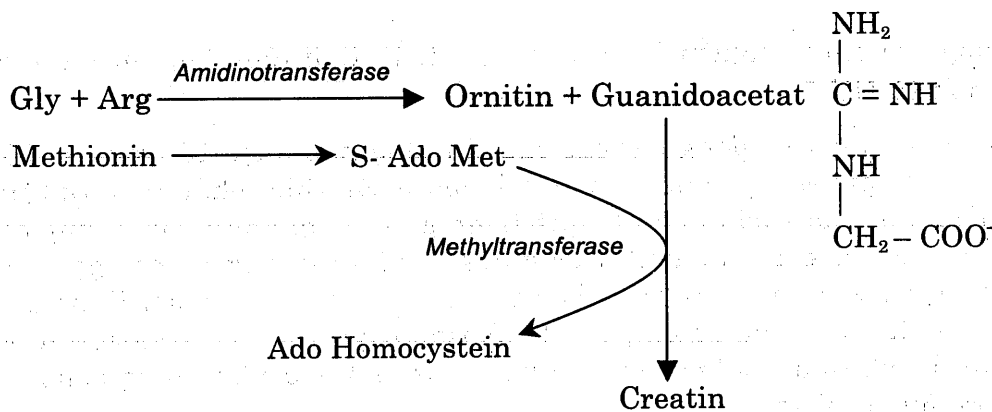 NH₂
Amidinotransferase
Gly + Arg
Ornitin + Guanidoacetat
C = NH
Methionin
S- Ado Met
NH
Methyltransferase
CH₂ – COO⁻
Ado Homocystein
Creatin